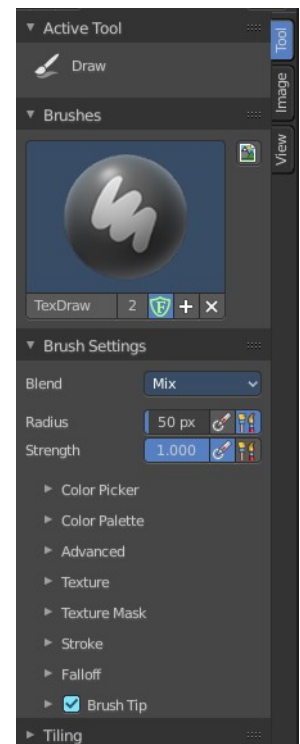 Active Tool
Draw
Brushes
TexDraw 2 F
Brush Settings
Blend Mix
Radius 50 px
Strength 1.000
Color Picker
Color Palette
Advanced
Texture
Texture Mask
Stroke
Falloff
Brush Tip
Tiling
Tool
Image
View